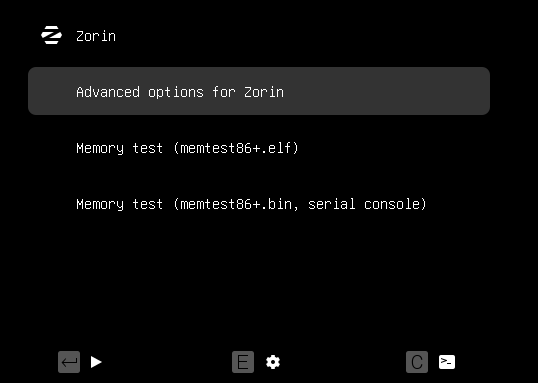 Zorin
Advanced options for Zorin
Memory test (memtest86+.elf)
Memory test (memtest86+.bin, serial console)
E
C